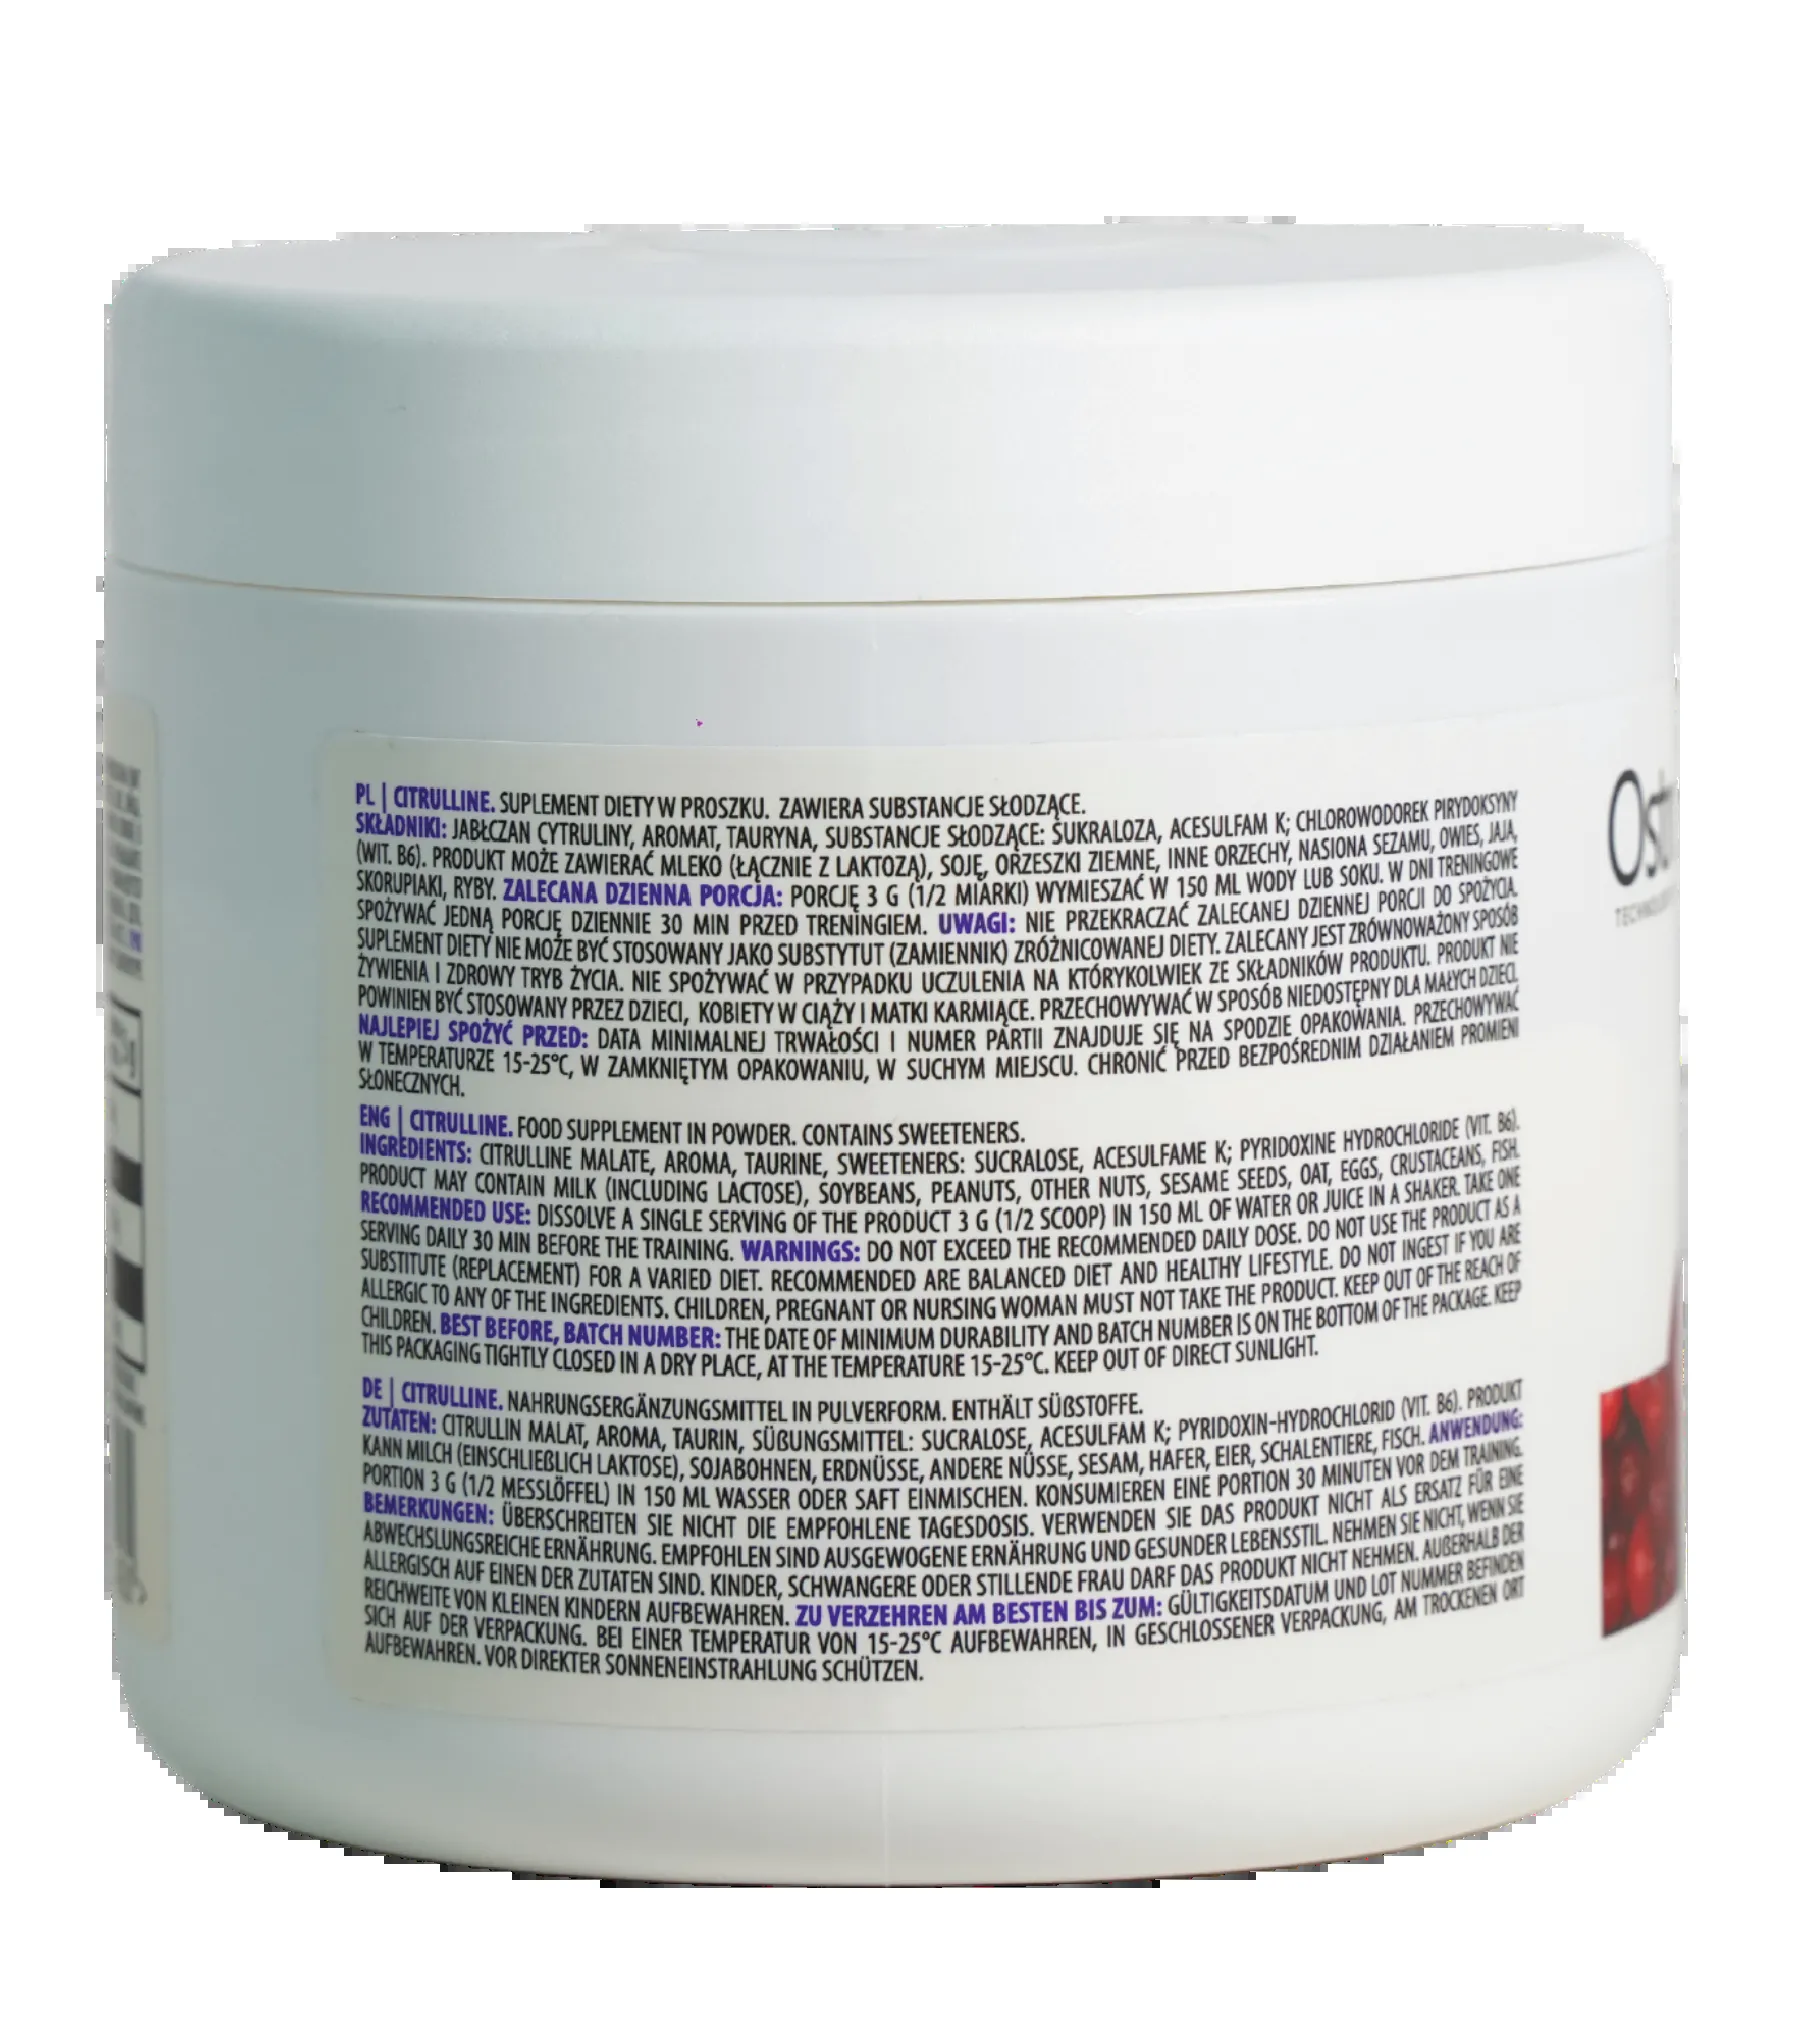 PL | CITRULLINE. SUPLEMENT DIETY W PROSZKU. ZAWIERA SUBSTANCJE SŁODZĄCE.
SKŁADNIKI: JABŁCZAN CYTRULINY, AROMAT, TAURYNA, SUBSTANCJE SŁODZĄCE: SUKRALOZA, ACESULFAM K; CHLOROWODOREK PIRYDOKSYNY
(WIT. B6). PRODUKT MOŻE ZAWIERAĆ MLEKO (ŁĄCZNIE Z LAKTOZĄ), SOJĘ, ORZESZKI ZIEMNE, INNE ORZECHY, NASIONA SEZAMU, OWIES, JAJA,
SKORUPIAKI, RYBY. ZALECANA DZIENNA PORCJA: PORCJĘ 3 G (1/2 MIARKI) WYMIESZAĆ W 150 ML WODY LUB SOKU. W DNI TRENINGOWE
SPOŻYWAĆ JEDNĄ PORCJĘ DZIENNIE 30 MIN PRZED TRENINGIEM. UWAGI: NIE PRZEKRACZAĆ ZALECANEJ DZIENNEJ PORCJI DO SPOŻYCIA.
SUPLEMENT DIETY NIE MOŻE BYĆ STOSOWANY JAKO SUBSTYTUT (ZAMIENNIK) ZRÓŻNICOWANEJ DIETY. ZALECANY JEST ZRÓWNOWAŻONY SPOSÓB
ŻYWIENIA I ZDROWY TRYB ŻYCIA. NIE SPOŻYWAĆ W PRZYPADKU UCZULENIA NA KTÓRYKOLWIEK ZE SKŁADNIKÓW PRODUKTU. PRODUKT NIE
POWINIEN BYĆ STOSOWANY PRZEZ DZIECI, KOBIETY W CIĄŻY I MATKI KARMIĄCE. PRZECHOWYWAĆ W SPOSÓB NIEDOSTĘPNY DLA MAŁYCH DZIECI.
NAJLEPIEJ SPOŻYĆ PRZED: DATA MINIMALNEJ TRWAŁOŚCI I NUMER PARTII ZNAJDUJE SIĘ NA SPODZIE OPAKOWANIA. PRZECHOWYWAĆ
W TEMPERATURZE 15-25°C, W ZAMKNIĘTYM OPAKOWANIU, W SUCHYM MIEJSCU. CHRONIĆ PRZED BEZPOŚREDNIM DZIAŁANIEM PROMIENI
SŁONECZNYCH.
ENG | CITRULLINE. FOOD SUPPLEMENT IN POWDER. CONTAINS SWEETENERS.
INGREDIENTS: CITRULLINE MALATE, AROMA, TAURINE, SWEETENERS: SUCRALOSE, ACESULFAME K; PYRIDOXINE HYDROCHLORIDE (VIT. B6).
PRODUCT MAY CONTAIN MILK (INCLUDING LACTOSE), SOYBEANS, PEANUTS, OTHER NUTS, SESAME SEEDS, OAT, EGGS, CRUSTACEANS, FISH.
RECOMMENDED USE: DISSOLVE A SINGLE SERVING OF THE PRODUCT 3 G (1/2 SCOOP) IN 150 ML OF WATER OR JUICE IN A SHAKER. TAKE ONE
SERVING DAILY 30 MIN BEFORE THE TRAINING. WARNINGS: DO NOT EXCEED THE RECOMMENDED DAILY DOSE. DO NOT USE THE PRODUCT AS A
SUBSTITUTE (REPLACEMENT) FOR A VARIED DIET. RECOMMENDED ARE BALANCED DIET AND HEALTHY LIFESTYLE. DO NOT INGEST IF YOU ARE
ALLERGIC TO ANY OF THE INGREDIENTS. CHILDREN, PREGNANT OR NURSING WOMAN MUST NOT TAKE THE PRODUCT. KEEP OUT OF THE REACH OF
CHILDREN. BEST BEFORE, BATCH NUMBER: THE DATE OF MINIMUM DURABILITY AND BATCH NUMBER IS ON THE BOTTOM OF THE PACKAGE. KEEP
THIS PACKAGING TIGHTLY CLOSED IN A DRY PLACE, AT THE TEMPERATURE 15-25°C. KEEP OUT OF DIRECT SUNLIGHT.
DE | CITRULLINE. NAHRUNGSERGÄNZUNGSMITTEL IN PULVERFORM. ENTHÄLT SÜßSTOFFE.
ZUTATEN: CITRULLIN MALAT, AROMA, TAURIN, SÜßUNGSMITTEL: SUCRALOSE, ACESULFAM K; PYRIDOXIN-HYDROCHLORID (VIT. B6). PRODUKT
KANN MILCH (EINSCHLIEßLICH LAKTOSE), SOJABOHNEN, ERDNÜSSE, ANDERE NÜSSE, SESAM, HAFER, EIER, SCHALENTIERE, FISCH. ANWENDUNG:
PORTION 3 G (1/2 MESSLÖFFEL) IN 150 ML WASSER ODER SAFT EINMISCHEN. KONSUMIEREN EINE PORTION 30 MINUTEN VOR DEM TRAINING.
BEMERKUNGEN: ÜBERSCHREITEN SIE NICHT DIE EMPFOHLENE TAGESDOSIS. VERWENDEN SIE DAS PRODUKT NICHT ALS ERSATZ FÜR EINE
ABWECHSLUNGSREICHE ERNÄHRUNG. EMPFOHLEN SIND AUSGEWOGENE ERNÄHRUNG UND GESUNDER LEBENSSTIL. NEHMEN SIE NICHT, WENN SIE
ALLERGISCH AUF EINEN DER ZUTATEN SIND. KINDER, SCHWANGERE ODER STILLENDE FRAU DARF DAS PRODUKT NICHT NEHMEN. AUßERHALB DER
REICHWEITE VON KLEINEN KINDERN AUFBEWAHREN. ZU VERZEHREN AM BESTEN BIS ZUM: GÜLTIGKEITSDATUM UND LOT NUMMER BEFINDEN
SICH AUF DER VERPACKUNG. BEI EINER TEMPERATUR VON 15-25°C AUFBEWAHREN, IN GESCHLOSSENER VERPACKUNG, AM TROCKENEN ORT
AUFBEWAHREN. VOR DIREKTER SONNENEINSTRAHLUNG SCHÜTZEN.
Ost